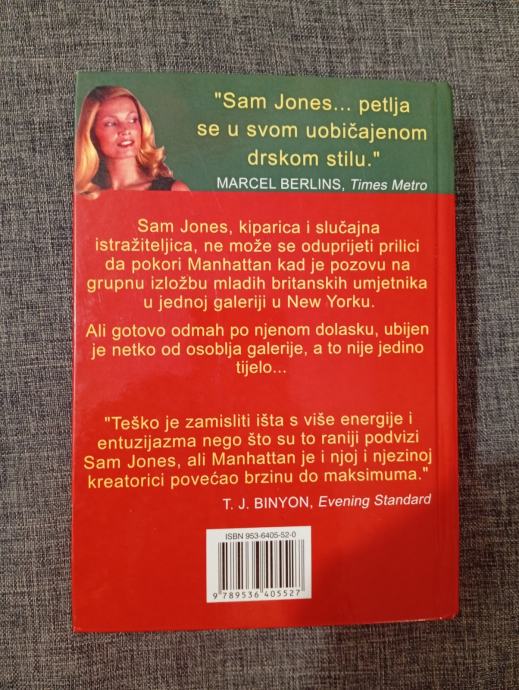 "Sam Jones... petlja
se u svom uobičajenom
drskom stilu."
MARCEL BERLINS, Times Metro
Sam Jones, kiparica i slučajna
istražiteljica, ne može se oduprijeti prilici
da pokori Manhattan kad je pozovu na
grupnu izložbu mladih britanskih umjetnika
u jednoj galeriji u New Yorku.
Ali gotovo odmah po njenom dolasku, ubijen
je netko od osoblja galerije, a to nije jedino
tijelo...
"Teško je zamisliti išta s više energije i
entuzijazma nego što su to raniji podvizi
Sam Jones, ali Manhattan je i njoj i njezinoj
kreatorici povećao brzinu do maksimuma."
T. J. BINYON, Evening Standard
ISBN 953-6405-52-0
9 789536 405527